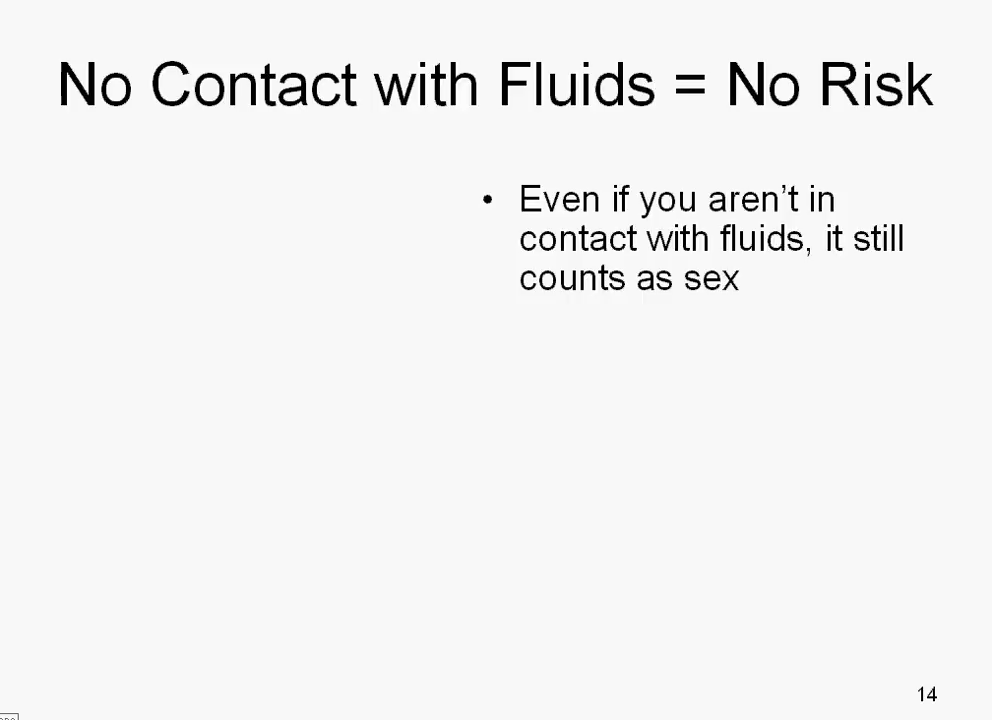 No Contact with Fluids = No Risk
• Even if you aren’t in
contact with fluids, it still
counts as sex
14